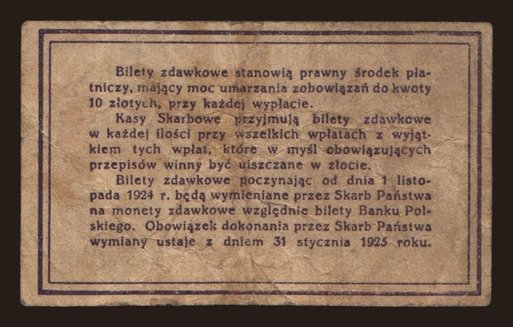 Bilety zdawkowe stanowią prawny środek pła-
tniczy, mający moc umarzania zobowiązań do kwoty
10 złotych, przy każdej wypłacie.
Kasy Skarbowe przyjmują bilety zdawkowe
w każdej ilości przy wszelkich wpłatach z wyjąt-
kiem tych wpłat, które w myśl obowiązujących
przepisów winny być uiszczane w złocie.
Bilety zdawkowe poczynając od dnia 1 listo-
pada 1924 r. będą wymieniane przez Skarb Państwa
na monety zdawkowe względnie bilety Banku Pol-
skiego. Obowiązek dokonania przez Skarb Państwa
wymiany ustaje z dniem 31 stycznia 1925 roku.